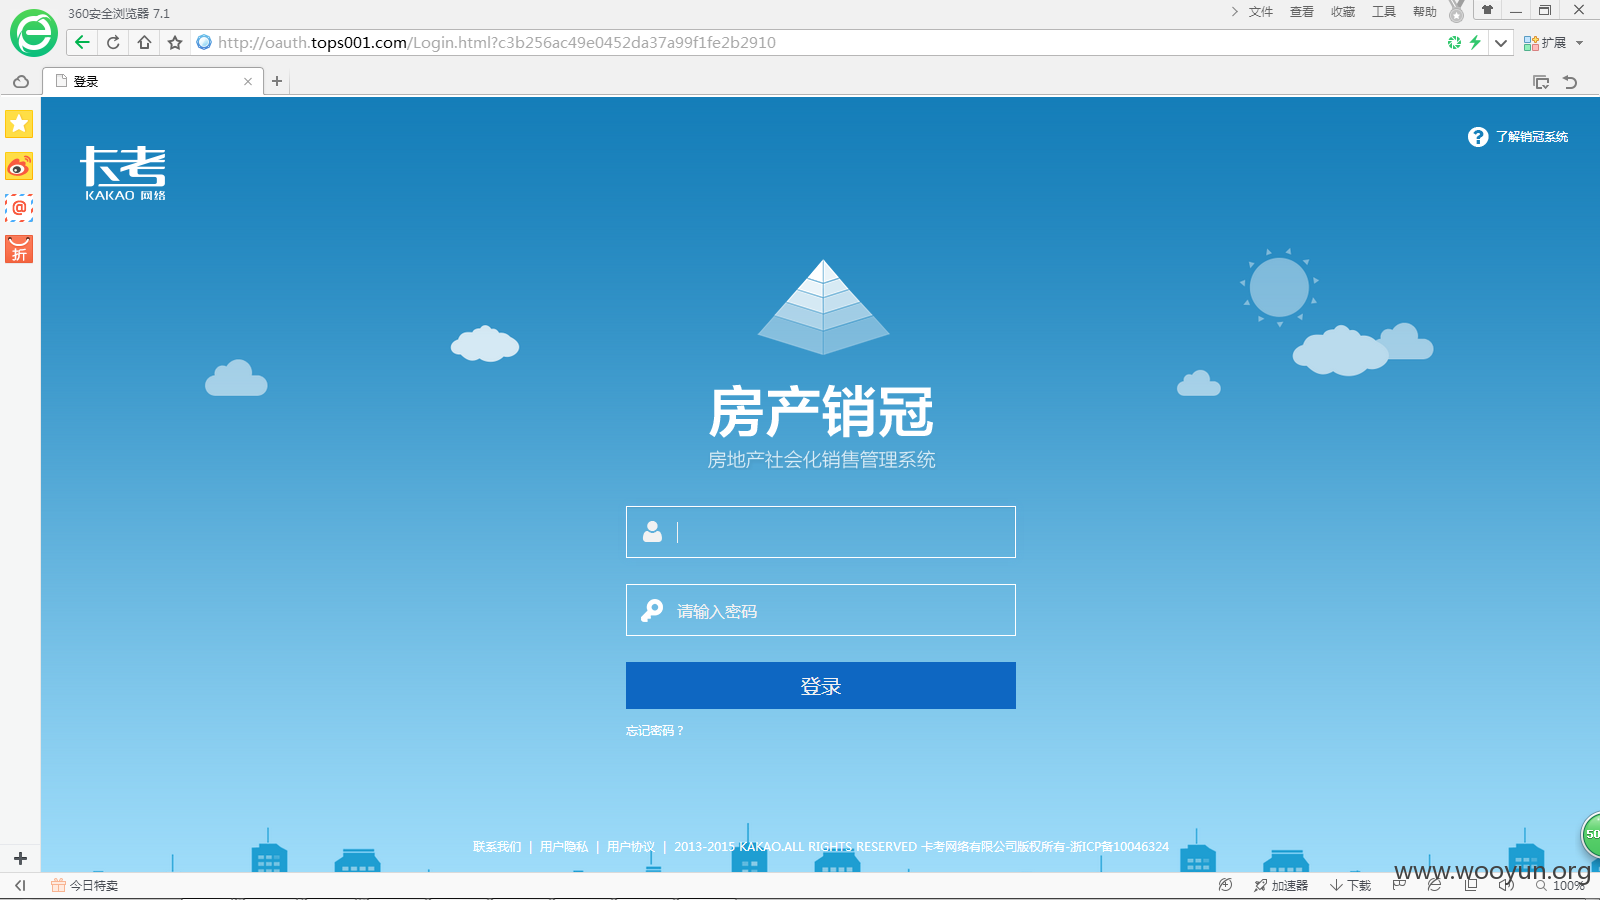 360安全浏览器 7.1
文件 查看 收藏 工具 帮助
http://oauth.tops001.com/Login.html?c3b256ac49e0452da37a99f1fe2b2910
扩展
登录
@
折
卡考
KAKAO 网络
了解销冠系统
房产销冠
房地产社会化销售管理系统
请输入密码
登录
忘记密码？
联系我们 | 用户隐私 | 用户协议 | 2013-2015 KAKAO.ALL RIGHTS RESERVED 卡考网络有限公司版权所有-浙ICP备10046324
50
www.wooyun.org
今日特卖
加速器
下载
100%